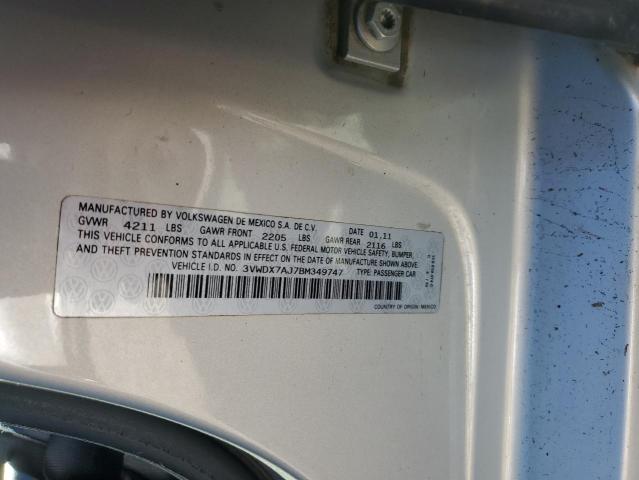 MANUFACTURED BY VOLKSWAGEN DE MEXICO S.A. DE C.V. DATE 01.11
GVWR 4211 LBS GAWR FRONT 2205 LBS GAWR REAR 2116 LBS
THIS VEHICLE CONFORMS TO ALL APPLICABLE U.S. FEDERAL MOTOR VEHICLE SAFETY, BUMPER,
AND THEFT PREVENTION STANDARDS IN EFFECT ON THE DATE OF MANUFACTURE SHOWN ABOVE.
VEHICLE I.D. NO. 3VWDX7AJ7BM349747 TYPE: PASSENGER CAR
COUNTRY OF ORIGIN: MEXICO